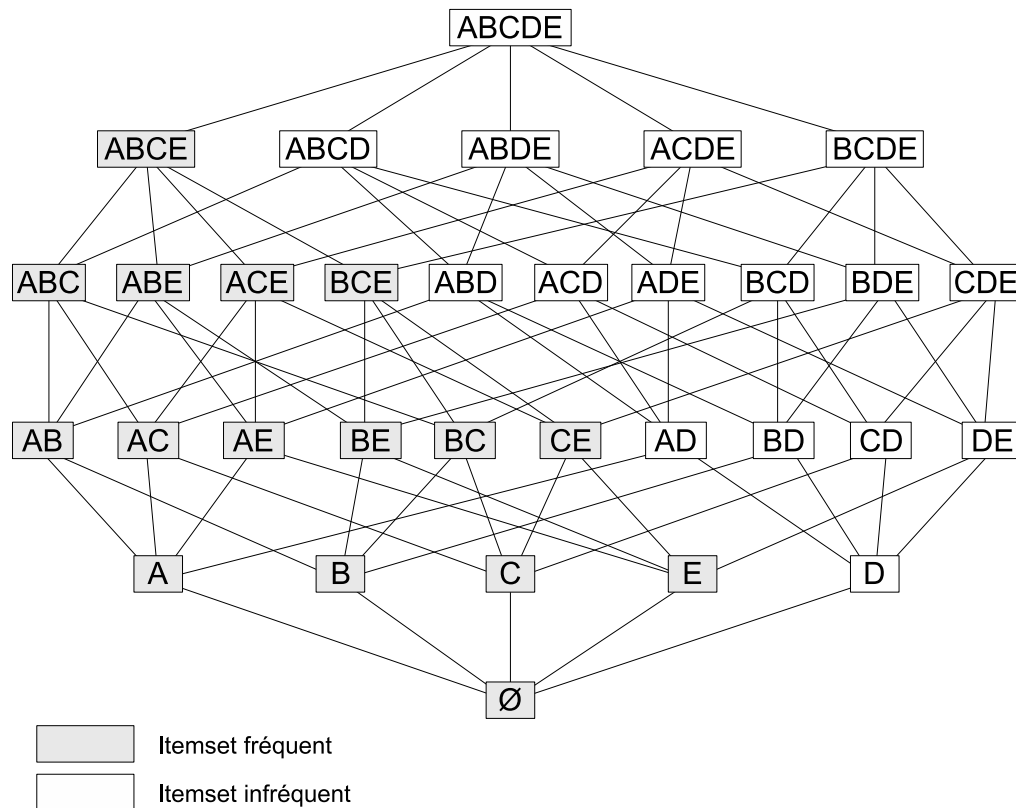 ABCDE
ABCE ABCD ABDE ACDE BCDE
ABC ABE ACE BCE ABD ACD ADE BCD BDE CDE
AB AC AE BE BC CE AD BD CD DE
A B C E D
Ø
Itemset fréquent
Itemset infréquent